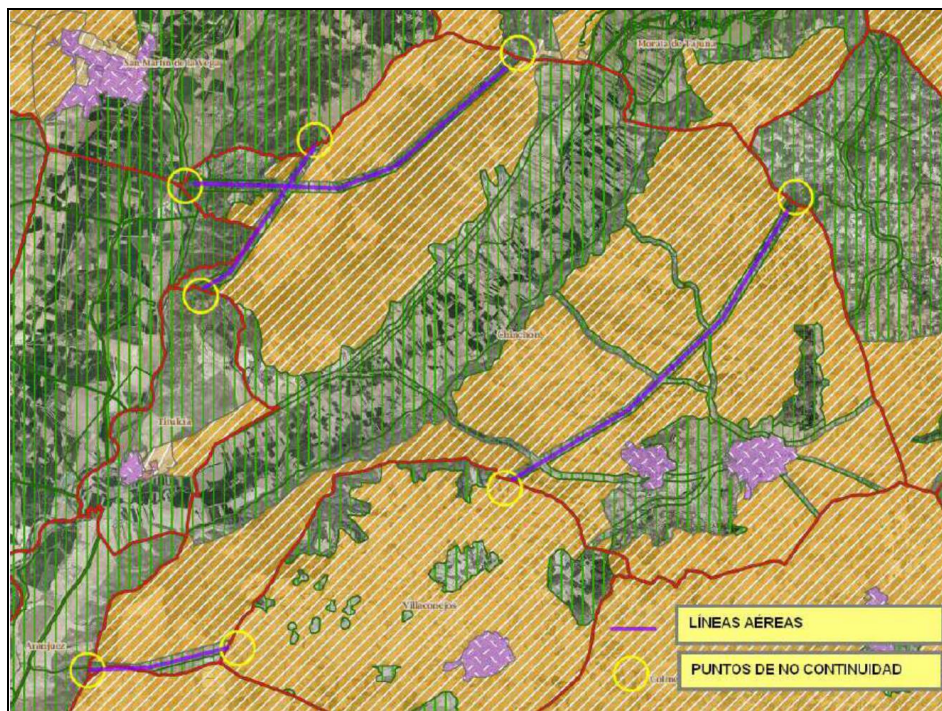 San Martín de la Vega
Morata de Tajuña
Chinchón
Titulcia
Villaconejos
Aranjuez
LÍNEAS AÉREAS
PUNTOS DE NO CONTINUIDAD